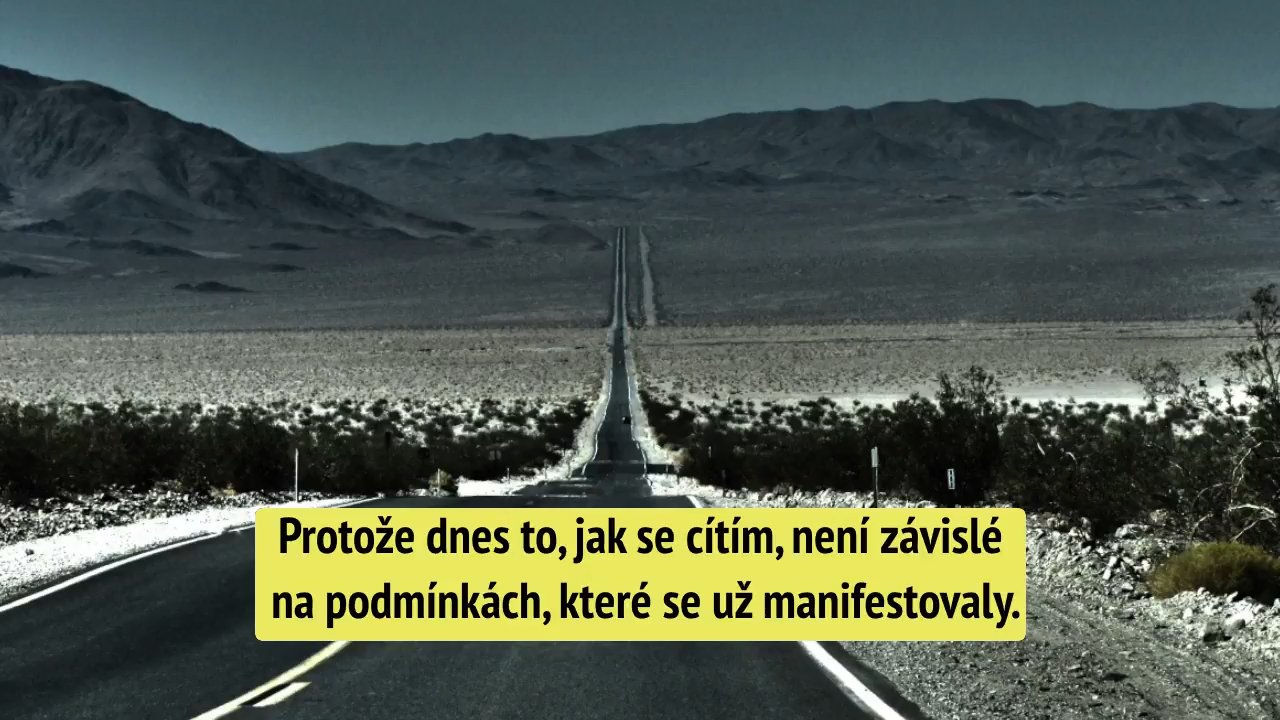 Protože dnes to, jak se cítím, není závislé
na podmínkách, které se už manifestovaly.